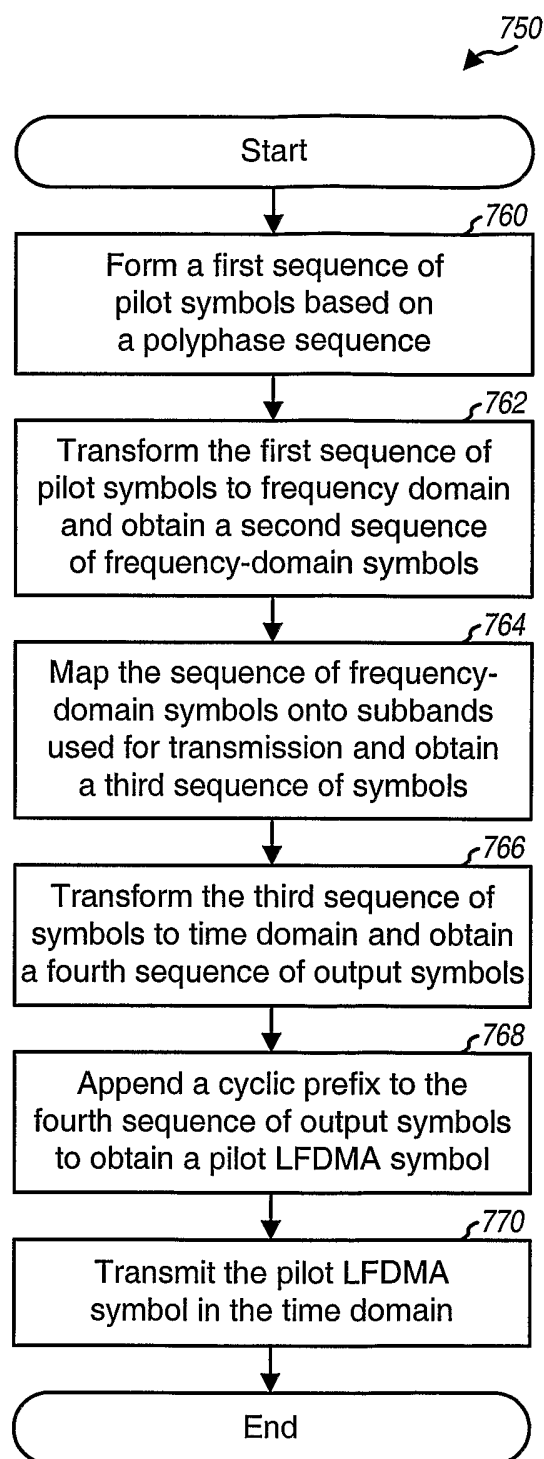 750
Start
760
Form a first sequence of
pilot symbols based on
a polyphase sequence
762
Transform the first sequence of
pilot symbols to frequency domain
and obtain a second sequence
of frequency-domain symbols
764
Map the sequence of frequency-
domain symbols onto subbands
used for transmission and obtain
a third sequence of symbols
766
Transform the third sequence of
symbols to time domain and obtain
a fourth sequence of output symbols
768
Append a cyclic prefix to the
fourth sequence of output symbols
to obtain a pilot LFDMA symbol
770
Transmit the pilot LFDMA
symbol in the time domain
End